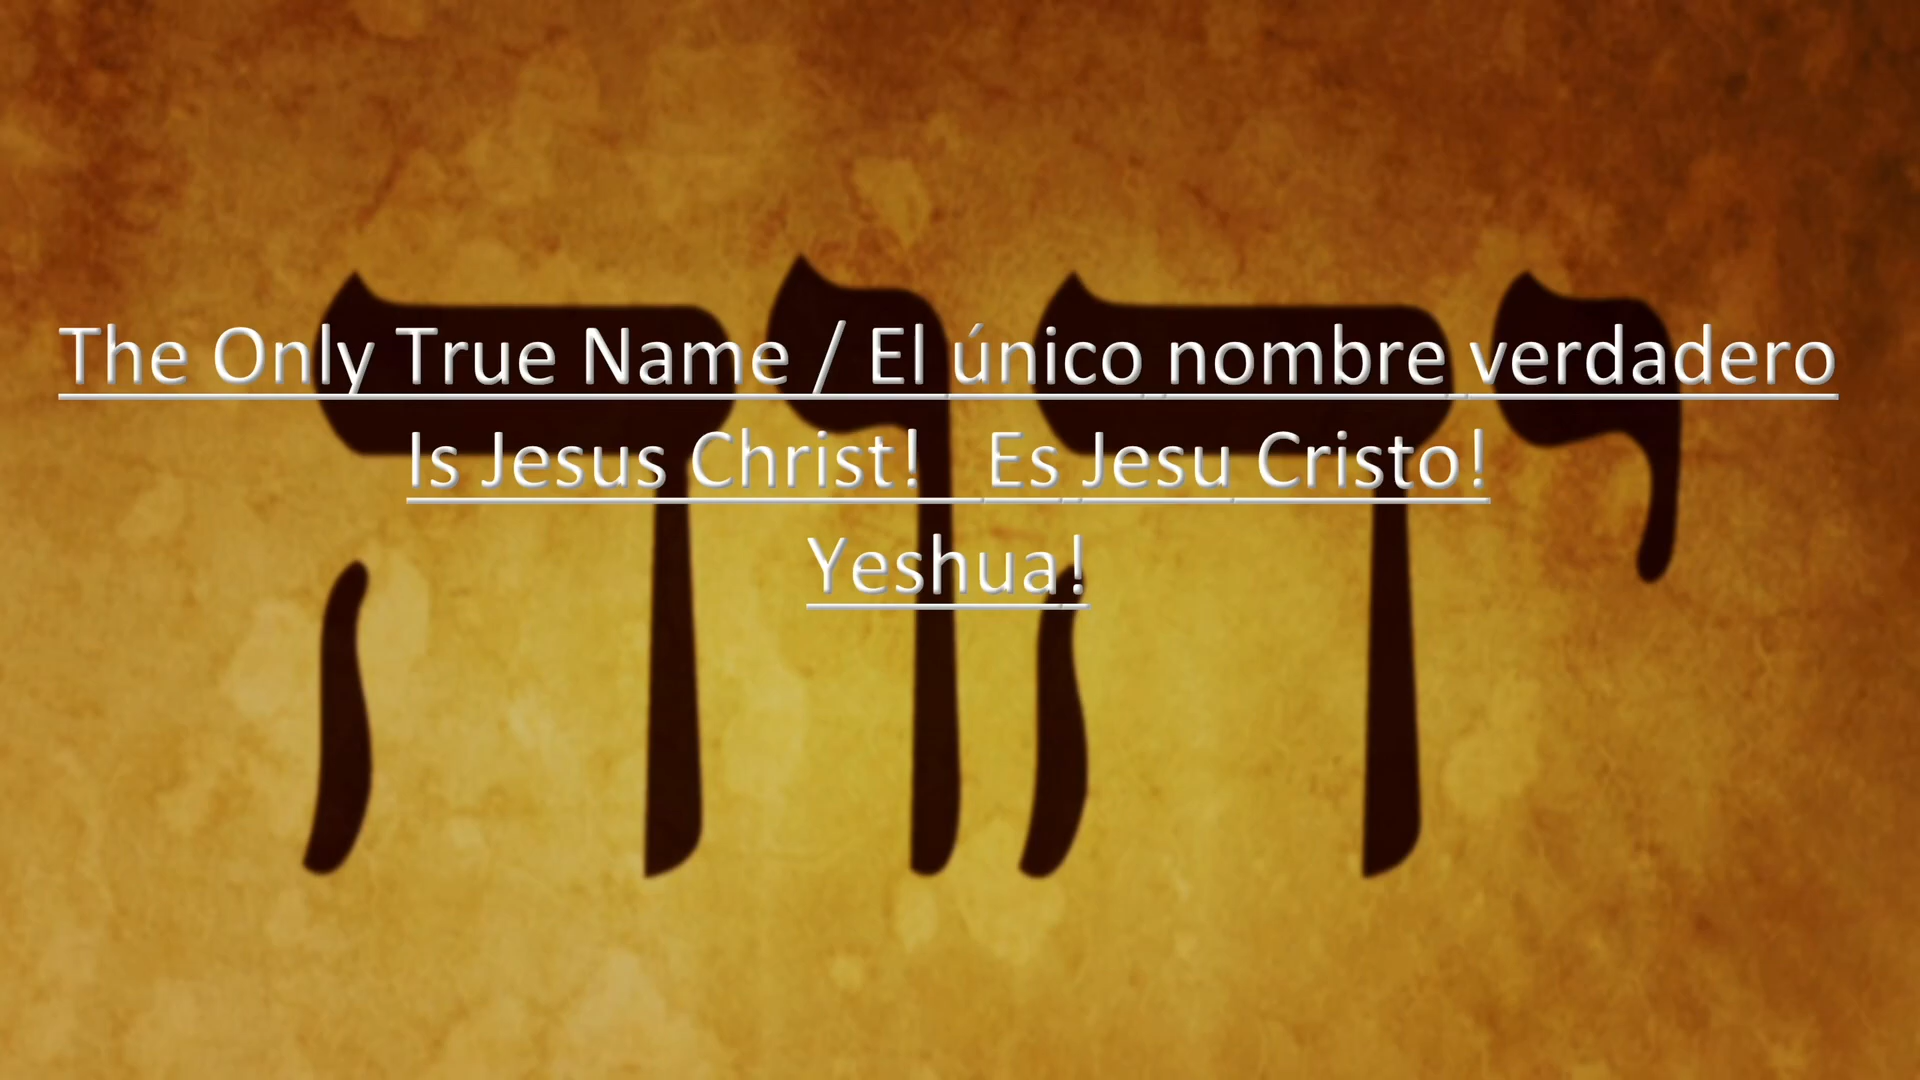 The Only True Name / El único nombre verdadero
Is Jesus Christ!   Es Jesu Cristo!
Yeshua!
יהוה